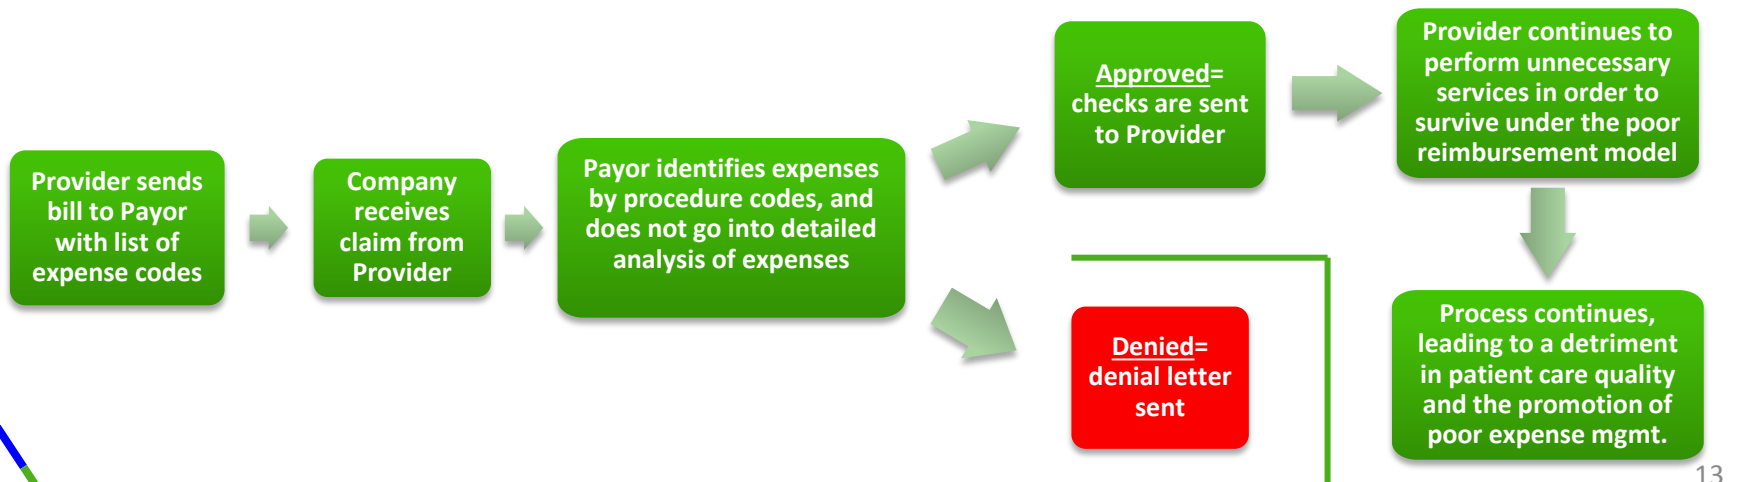 Provider sends
bill to Payor
with list of
expense codes
Company
receives
claim from
Provider
Payor identifies expenses
by procedure codes, and
does not go into detailed
analysis of expenses
Approved=
checks are sent
to Provider
Denied=
denial letter
sent
Provider continues to
perform unnecessary
services in order to
survive under the poor
reimbursement model
Process continues,
leading to a detriment
in patient care quality
and the promotion of
poor expense mgmt.
13